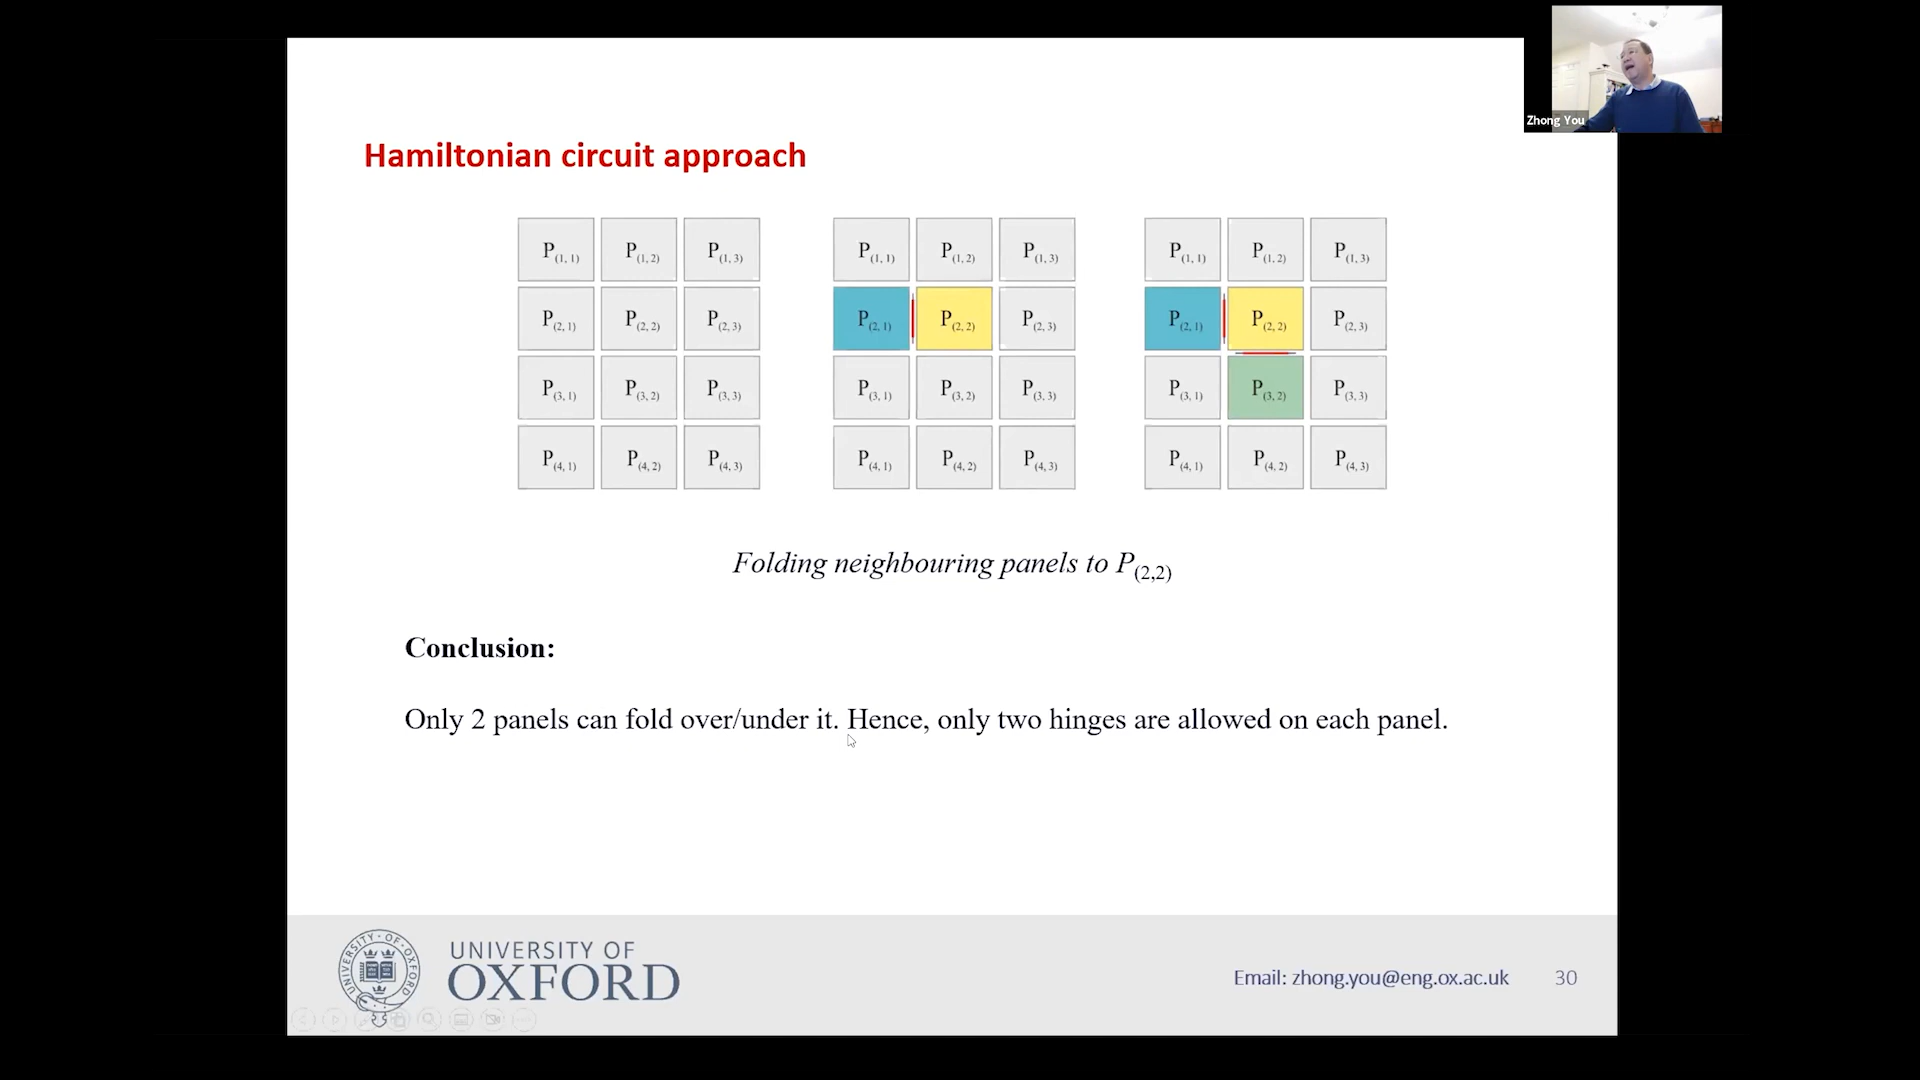 Zhong You
Hamiltonian circuit approach
P(1, 1) P(1, 2) P(1, 3) P(1, 1) P(1, 2) P(1, 3) P(1, 1) P(1, 2) P(1, 3)
P(2, 1) P(2, 2) P(2, 3) P(2, 1) P(2, 2) P(2, 3) P(2, 1) P(2, 2) P(2, 3)
P(3, 1) P(3, 2) P(3, 3) P(3, 1) P(3, 2) P(3, 3) P(3, 1) P(3, 2) P(3, 3)
P(4, 1) P(4, 2) P(4, 3) P(4, 1) P(4, 2) P(4, 3) P(4, 1) P(4, 2) P(4, 3)
Folding neighbouring panels to P(2,2)
Conclusion:
Only 2 panels can fold over/under it. Hence, only two hinges are allowed on each panel.
UNIVERSITY OF OXFORD
UNIVERSITY OF
OXFORD
Email: zhong.you@eng.ox.ac.uk 30